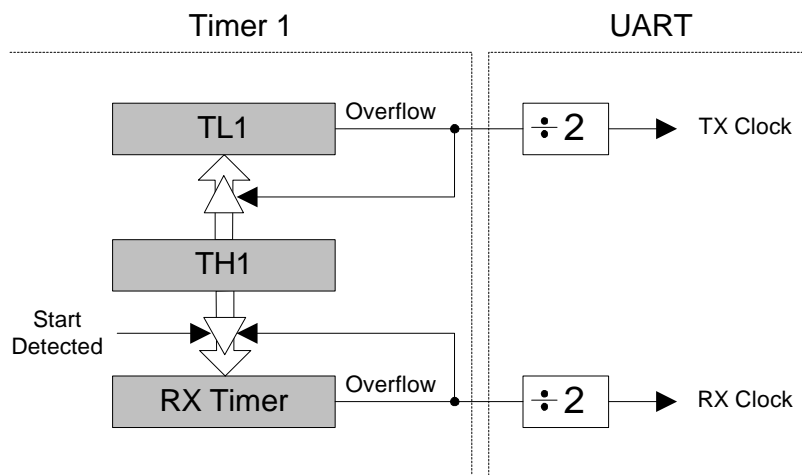 Timer 1
UART
TL1
Overflow
÷ 2
TX Clock
TH1
Start
Detected
RX Timer
Overflow
÷ 2
RX Clock